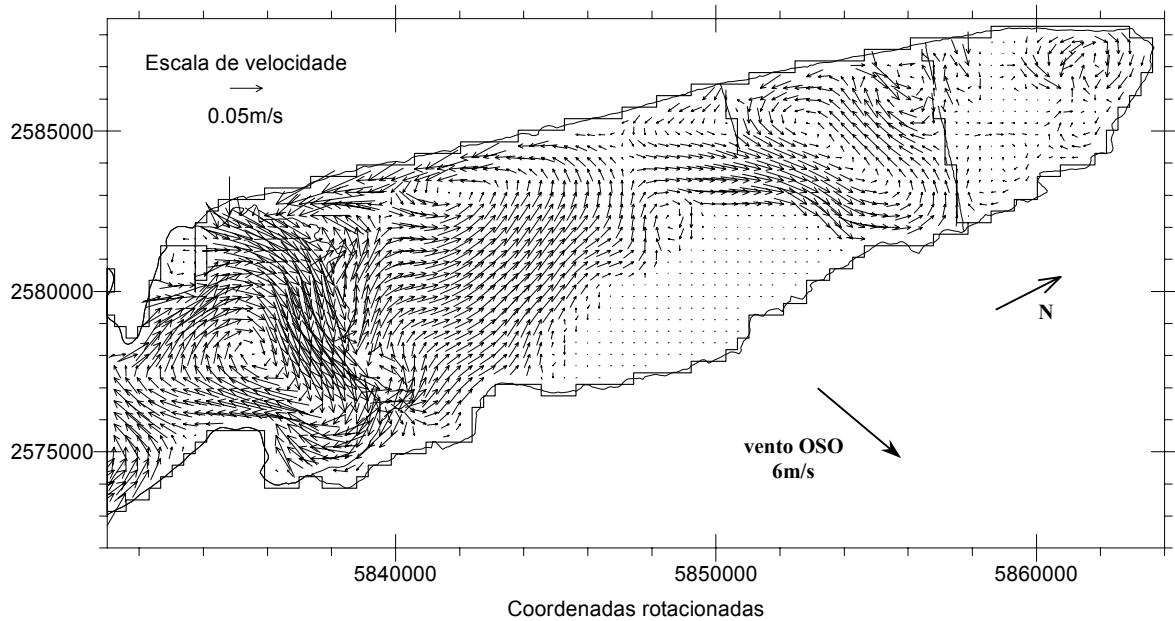 Escala de velocidade
0.05m/s
2585000
2580000
2575000
N
vento OSO
6m/s
5840000
5850000
5860000
Coordenadas rotacionadas